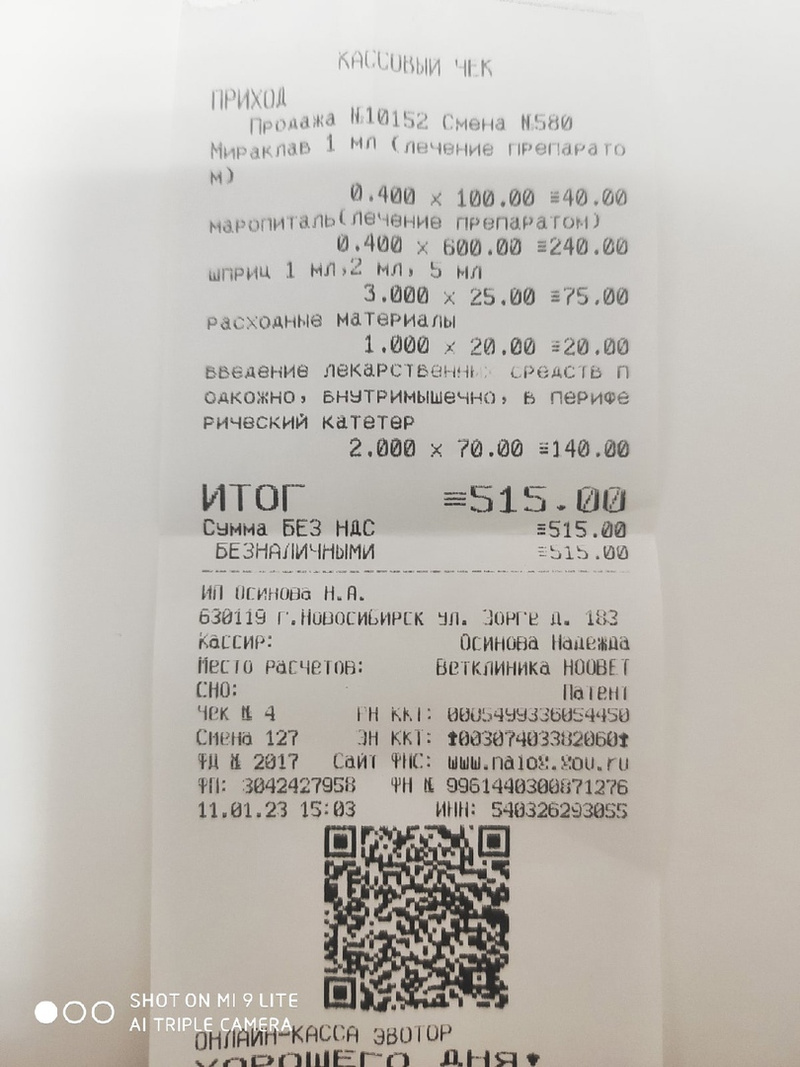 КАССОВЫЙ ЧЕК
ПРИХОД
Продажа №10152 Смена №580
Мираклав 1 мл (лечение препарато
м)
0.400 x 100.00 ≡40.00
маропиталь(лечение препаратом)
0.400 x 600.00 ≡240.00
шприц 1 мл,2 мл, 5 мл
3.000 x 25.00 ≡75.00
расходные материалы
1.000 x 20.00 ≡20.00
введение лекарственных средств п
одкожно, внутримышечно, в перифе
рический катетер
2.000 x 70.00 ≡140.00
ИТОГ ≡515.00
Сумма БЕЗ НДС ≡515.00
БЕЗНАЛИЧНЫМИ ≡515.00
ИП Осинова Н.А.
630119 г.Новосибирск ул. Зорге д. 183
Кассир: Осинова Надежда
Место расчетов: Ветклиника НООВЕТ
СНО: Патент
Чек № 4 РН ККТ: 0005499336054450
Смена 127 ЗН ККТ: *00307403382060*
ФД № 2017 Сайт ФНС: www.nalog.gov.ru
ФП: 3042427958 ФН № 9961440300871276
11.01.23 15:03 ИНН: 540326293055
SHOT ON MI 9 LITE
AI TRIPLE CAMERA
ОНЛАЙН-КАССА ЭВОТОР
ХОРОШЕГО ДНЯ!